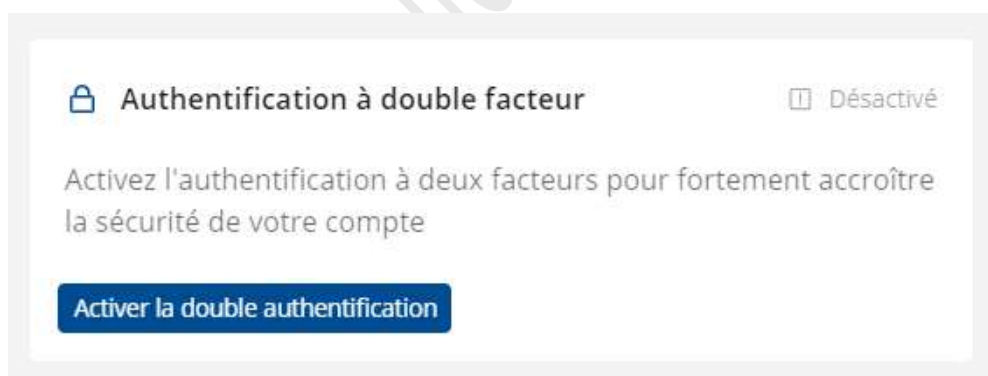 Authentification à double facteur
Désactivé
Activez l'authentification à deux facteurs pour fortement accroître
la sécurité de votre compte
Activer la double authentification